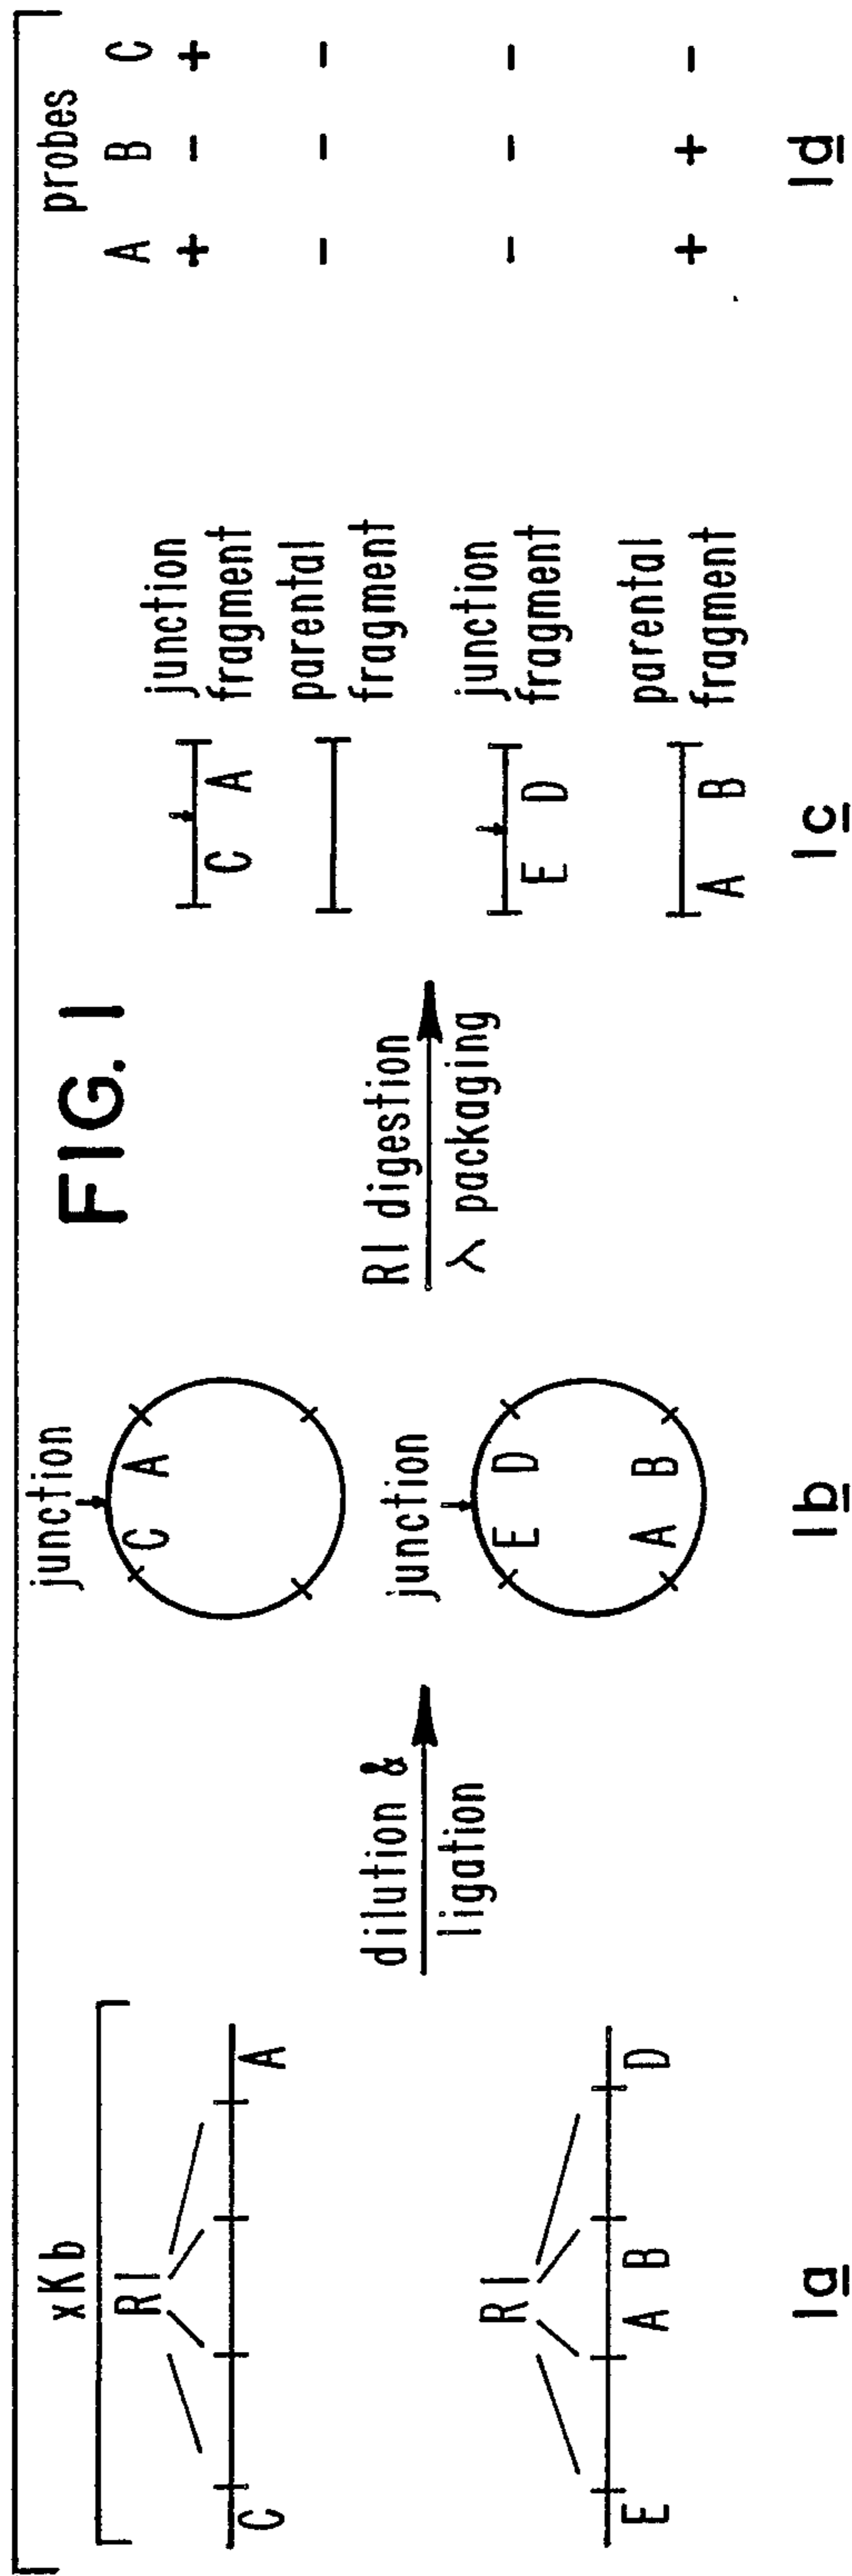 FIG. 1
xKb
RI
C A
RI
E A B D
1a
dilution &
ligation
junction
C A
junction
E D
A B
1b
RI digestion
λ packaging
C A
junction
fragment
parental
fragment
E D
junction
fragment
A B
parental
fragment
1c
probes
A B C
+ - +
- - -
- - -
+ + -
1d